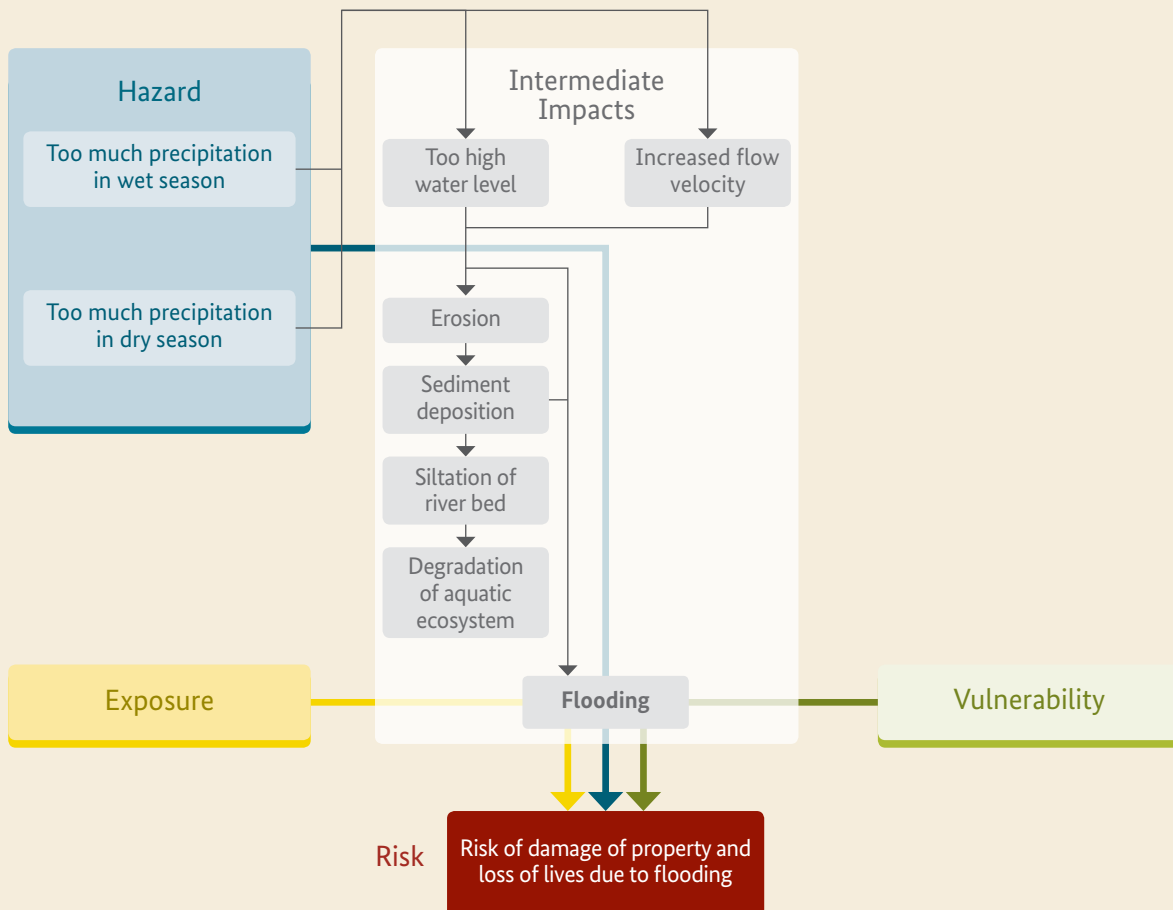 Hazard
Too much precipitation
in wet season
Too much precipitation
in dry season
Intermediate
Impacts
Too high
water level
Increased flow
velocity
Erosion
Sediment
deposition
Siltation of
river bed
Degradation
of aquatic
ecosystem
Exposure
Flooding
Vulnerability
Risk
Risk of damage of property and
loss of lives due to flooding